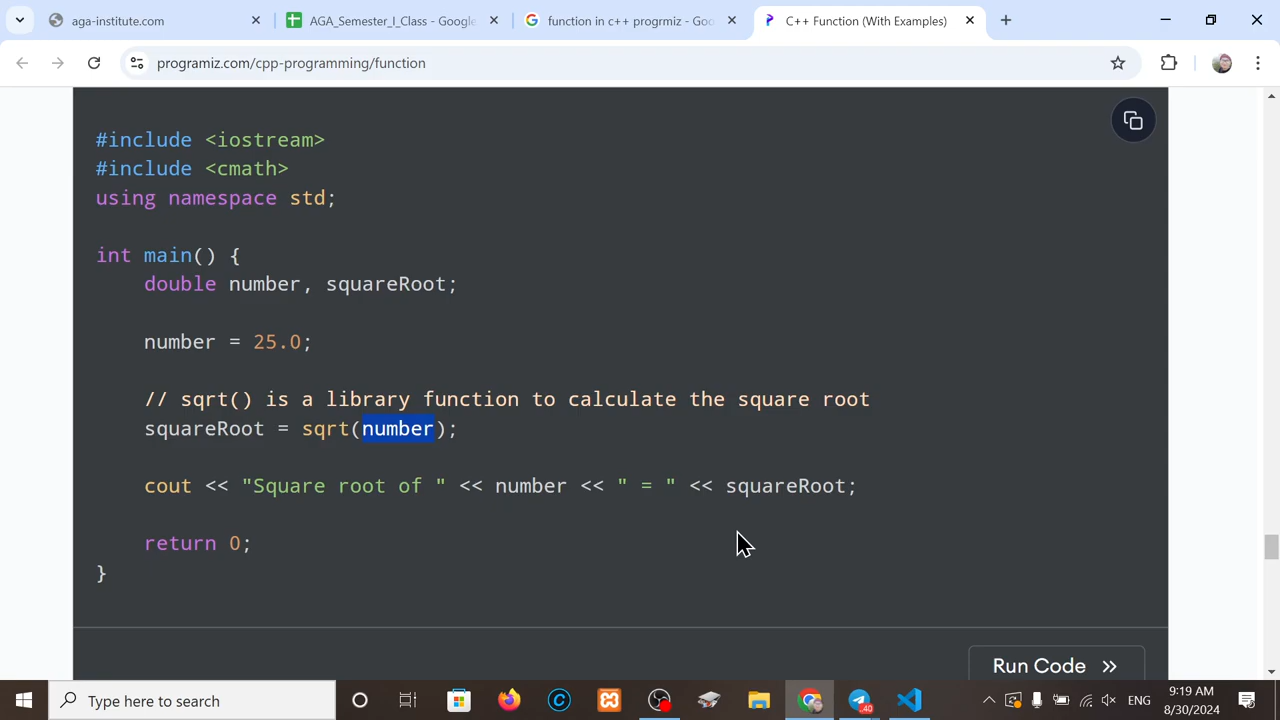 aga-institute.com
AGA_Semester_I_Class - Google
function in c++ progrmiz - Goo
C++ Function (With Examples)
programiz.com/cpp-programming/function
#include <iostream>
#include <cmath>
using namespace std;
int main() {
double number, squareRoot;
number = 25.0;
// sqrt() is a library function to calculate the square root
squareRoot = sqrt(number);
cout << "Square root of " << number << " = " << squareRoot;
return 0;
}
Run Code »
Type here to search
40
ENG
9:19 AM
8/30/2024